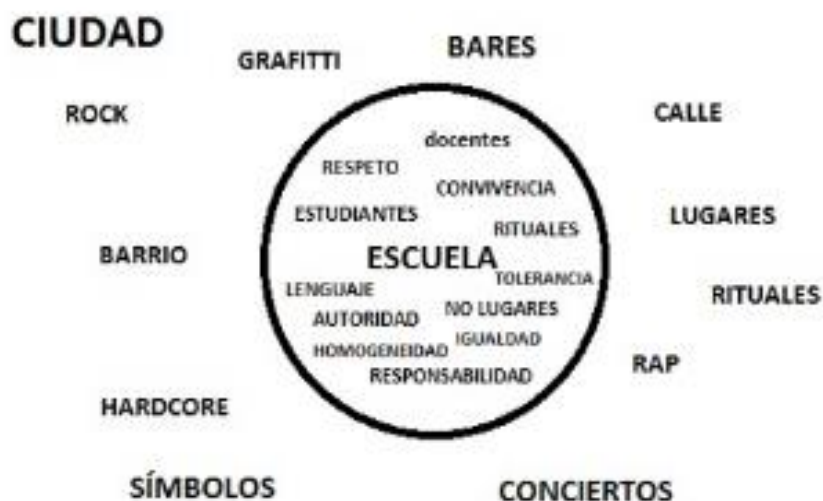 CIUDAD
GRAFITTI
BARES
ROCK
CALLE
docentes
RESPETO
CONVIVENCIA
ESTUDIANTES
RITUALES
LUGARES
BARRIO
ESCUELA
TOLERANCIA
LENGUAJE
RITUALES
NO LUGARES
AUTORIDAD
IGUALDAD
HOMOGENEIDAD
RAP
RESPONSABILIDAD
HARDCORE
SÍMBOLOS
CONCIERTOS